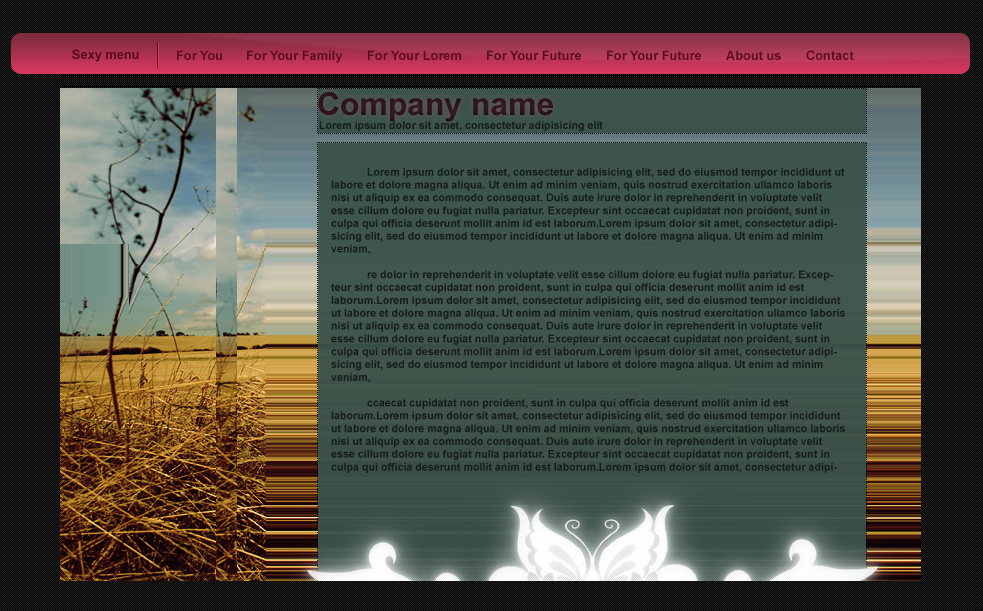 Sexy menu For You For Your Family For Your Lorem For Your Future For Your Future About us Contact
Company name
Lorem ipsum dolor sit amet, consectetur adipisicing elit
Lorem ipsum dolor sit amet, consectetur adipisicing elit, sed do eiusmod tempor incididunt ut
labore et dolore magna aliqua. Ut enim ad minim veniam, quis nostrud exercitation ullamco laboris
nisi ut aliquip ex ea commodo consequat. Duis aute irure dolor in reprehenderit in voluptate velit
esse cillum dolore eu fugiat nulla pariatur. Excepteur sint occaecat cupidatat non proident, sunt in
culpa qui officia deserunt mollit anim id est laborum.Lorem ipsum dolor sit amet, consectetur adipi-
sicing elit, sed do eiusmod tempor incididunt ut labore et dolore magna aliqua. Ut enim ad minim
veniam,
re dolor in reprehenderit in voluptate velit esse cillum dolore eu fugiat nulla pariatur. Excep-
teur sint occaecat cupidatat non proident, sunt in culpa qui officia deserunt mollit anim id est
laborum.Lorem ipsum dolor sit amet, consectetur adipisicing elit, sed do eiusmod tempor incididunt
ut labore et dolore magna aliqua. Ut enim ad minim veniam, quis nostrud exercitation ullamco laboris
nisi ut aliquip ex ea commodo consequat. Duis aute irure dolor in reprehenderit in voluptate velit
esse cillum dolore eu fugiat nulla pariatur. Excepteur sint occaecat cupidatat non proident, sunt in
culpa qui officia deserunt mollit anim id est laborum.Lorem ipsum dolor sit amet, consectetur adipi-
sicing elit, sed do eiusmod tempor incididunt ut labore et dolore magna aliqua. Ut enim ad minim
veniam,
ccaecat cupidatat non proident, sunt in culpa qui officia deserunt mollit anim id est
laborum.Lorem ipsum dolor sit amet, consectetur adipisicing elit, sed do eiusmod tempor incididunt
ut labore et dolore magna aliqua. Ut enim ad minim veniam, quis nostrud exercitation ullamco laboris
nisi ut aliquip ex ea commodo consequat. Duis aute irure dolor in reprehenderit in voluptate velit
esse cillum dolore eu fugiat nulla pariatur. Excepteur sint occaecat cupidatat non proident, sunt in
culpa qui officia deserunt mollit anim id est laborum.Lorem ipsum dolor sit amet, consectetur adipi-